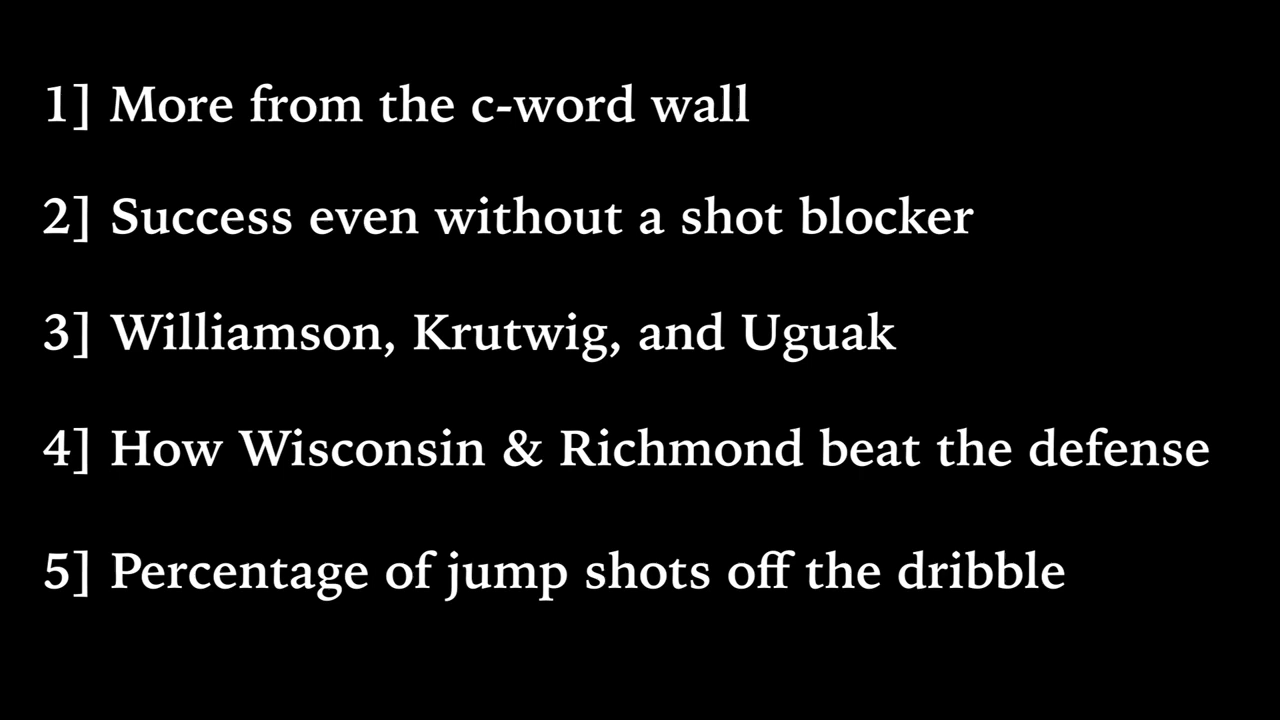 1] More from the c-word wall
2] Success even without a shot blocker
3] Williamson, Krutwig, and Uguak
4] How Wisconsin & Richmond beat the defense
5] Percentage of jump shots off the dribble